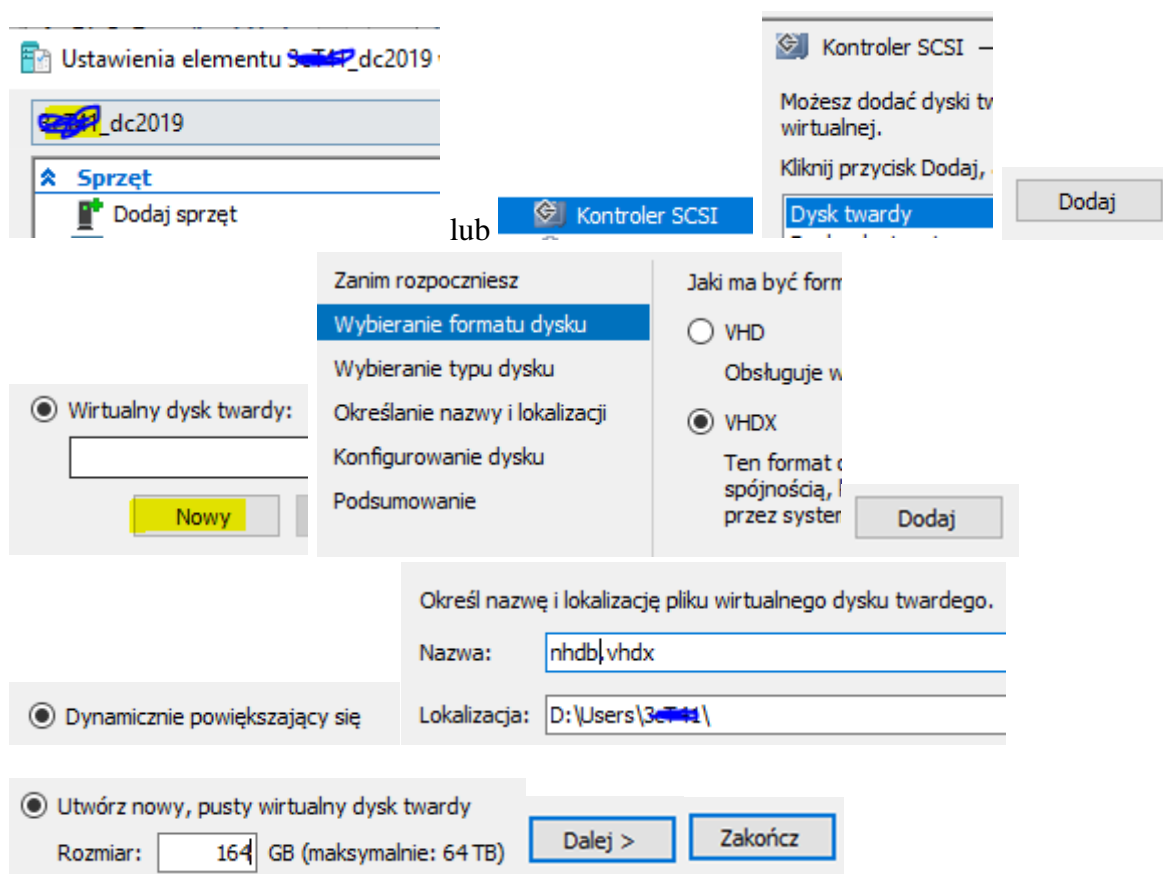 Ustawienia elementu _dc2019
_dc2019
Sprzęt
Dodaj sprzęt
lub
Kontroler SCSI
Kontroler SCSI —
Możesz dodać dyski tw
wirtualnej.
Kliknij przycisk Dodaj,
Dysk twardy
Dodaj
Wirtualny dysk twardy:
Nowy
Zanim rozpoczniesz
Wybieranie formatu dysku
Wybieranie typu dysku
Określanie nazwy i lokalizacji
Konfigurowanie dysku
Podsumowanie
Jaki ma być form
VHD
Obsługuje w
VHDX
Ten format
spójnością,
przez system
Dodaj
Dynamicznie powiększający się
Określ nazwę i lokalizację pliku wirtualnego dysku twardego.
Nazwa: nhdb.vhdx
Lokalizacja: D:\Users\ \
Utwórz nowy, pusty wirtualny dysk twardy
Rozmiar: 164 GB (maksymalnie: 64 TB)
Dalej >
Zakończ